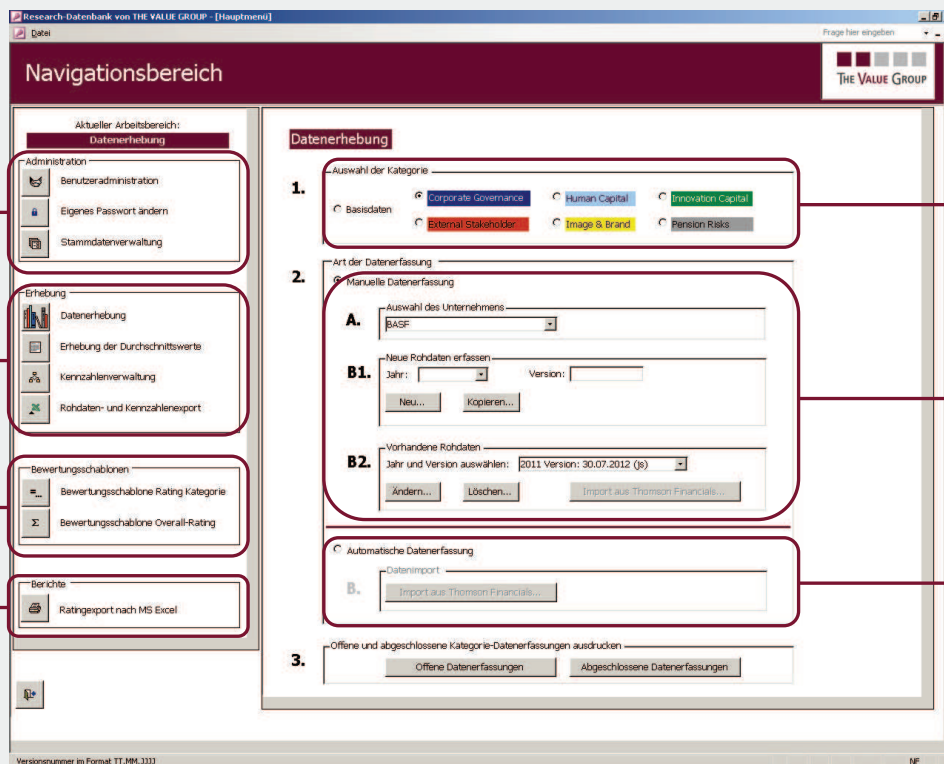 Research-Datenbank von THE VALUE GROUP - [Hauptmenü]
Datei
Frage hier eingeben
Navigationsbereich
THE VALUE GROUP
Aktueller Arbeitsbereich:
Datenerhebung
Administration
Benutzeradministration
Eigenes Passwort ändern
Stammdatenverwaltung
Erhebung
Datenerhebung
Erhebung der Durchschnittswerte
Kennzahlenverwaltung
Rohdaten- und Kennzahlenexport
Bewertungsschablonen
=... Bewertungsschablone Rating Kategorie
Σ Bewertungsschablone Overall-Rating
Berichte
Ratingexport nach MS Excel
Datenerhebung
1.
Auswahl der Kategorie
Basisdaten
Corporate Governance
Human Capital
Innovation Capital
External Stakeholder
Image & Brand
Pension Risks
2.
Art der Datenerfassung
Manuelle Datenerfassung
A.
Auswahl des Unternehmens
BASF
B1.
Neue Rohdaten erfassen
Jahr:
Version:
Neu...
Kopieren...
B2.
Vorhandene Rohdaten
Jahr und Version auswählen: 2011 Version: 30.07.2012 (js)
Ändern...
Löschen...
Import aus Thomson Financials...
Automatische Datenerfassung
B.
Datenimport
Import aus Thomson Financials...
3.
Offene und abgeschlossene Kategorie-Datenerfassungen ausdrucken
Offene Datenerfassungen
Abgeschlossene Datenerfassungen
Versionsnummer im Format TT.MM.JJJJ
NF